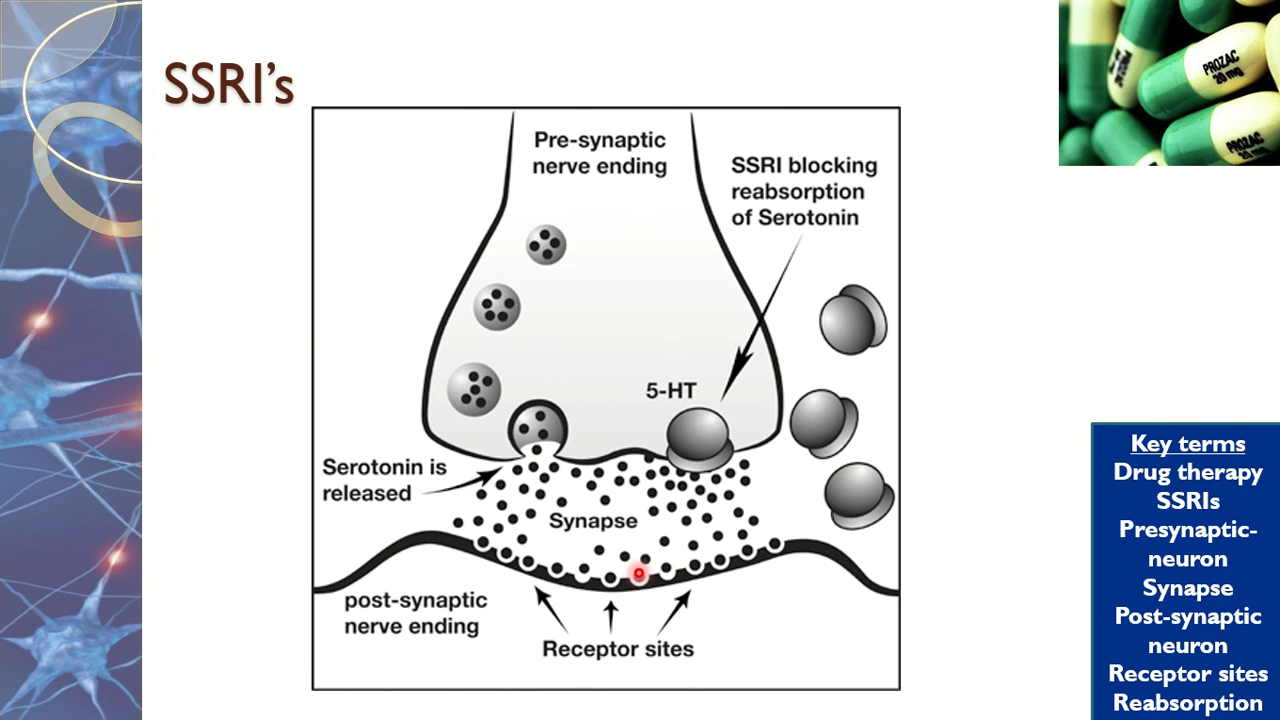 SSRI’s
Pre-synaptic
nerve ending
SSRI blocking
reabsorption
of Serotonin
5-HT
Serotonin is
released
Synapse
post-synaptic
nerve ending
Receptor sites
PROZAC
20 mg
PROZAC
Key terms
Drug therapy
SSRIs
Presynaptic-
neuron
Synapse
Post-synaptic
neuron
Receptor sites
Reabsorption